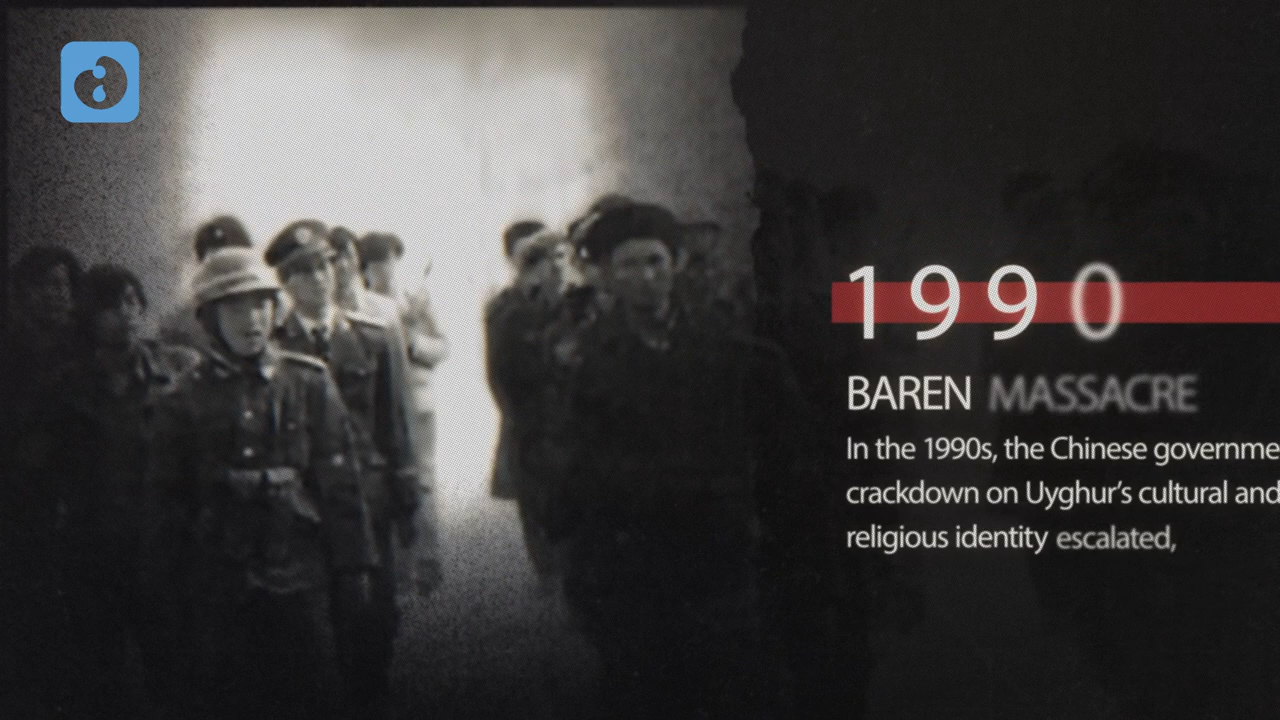 1990
BAREN MASSACRE
In the 1990s, the Chinese governme
crackdown on Uyghur's cultural and
religious identity escalated,